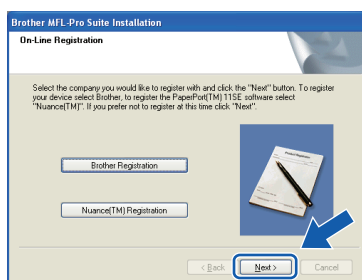 Brother MFL-Pro Suite Installation
On-Line Registration
Select the company you would like to register with and click the "Next" button. To register
your device select Brother, to register the PaperPort(TM) 11SE software select
"Nuance(TM)". If you prefer not to register at this time click "Next".
Brother Registration
Nuance(TM) Registration
< Back
Next >
Cancel